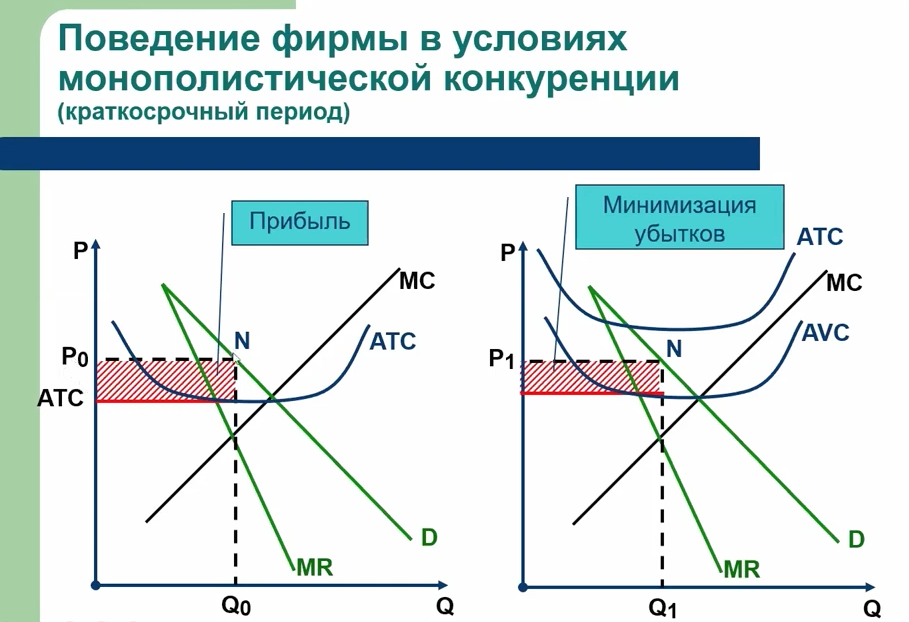 Поведение фирмы в условиях
монополистической конкуренции
(краткосрочный период)
Прибыль
P
MC
N
ATC
P0
ATC
D
MR
Q0
Q
Минимизация
убытков
ATC
P
MC
AVC
N
P1
D
MR
Q1
Q